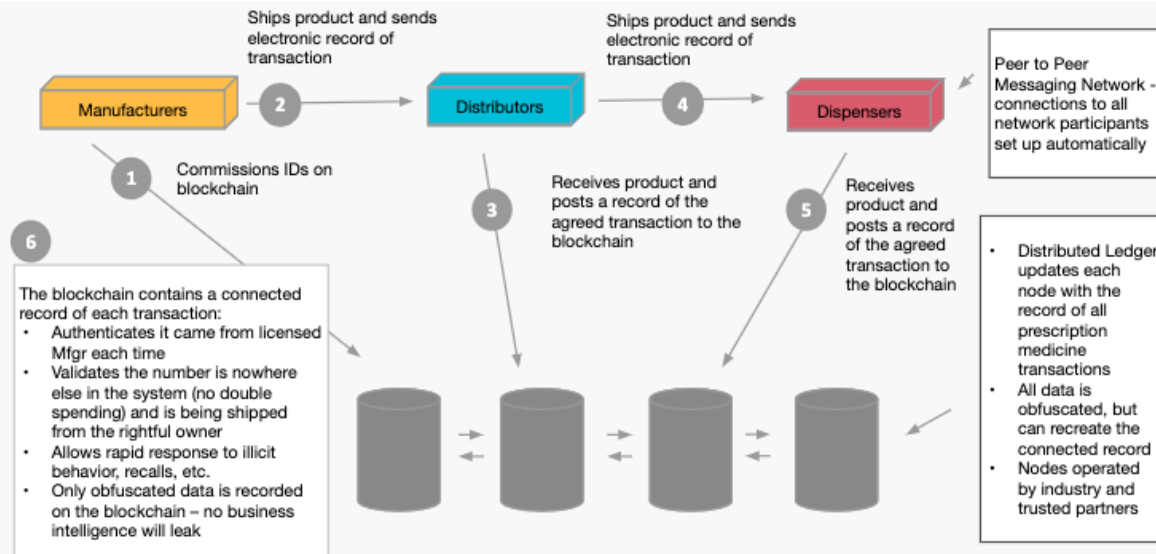 Ships product and sends
electronic record of
transaction
Ships product and sends
electronic record of
transaction
Manufacturers
2
Distributors
4
Dispensers
Peer to Peer
Messaging Network -
connections to all
network participants
set up automatically
1
Commissions IDs on
blockchain
3
Receives product and
posts a record of the
agreed transaction to the
blockchain
5
Receives
product and
posts a record
of the agreed
transaction to
the blockchain
6
The blockchain contains a connected
record of each transaction:
• Authenticates it came from licensed
Mfgr each time
• Validates the number is nowhere
else in the system (no double
spending) and is being shipped
from the rightful owner
• Allows rapid response to illicit
behavior, recalls, etc.
• Only obfuscated data is recorded
on the blockchain – no business
intelligence will leak
• Distributed Ledger
updates each
node with the
record of all
prescription
medicine
transactions
• All data is
obfuscated, but
can recreate the
connected record
• Nodes operated
by industry and
trusted partners